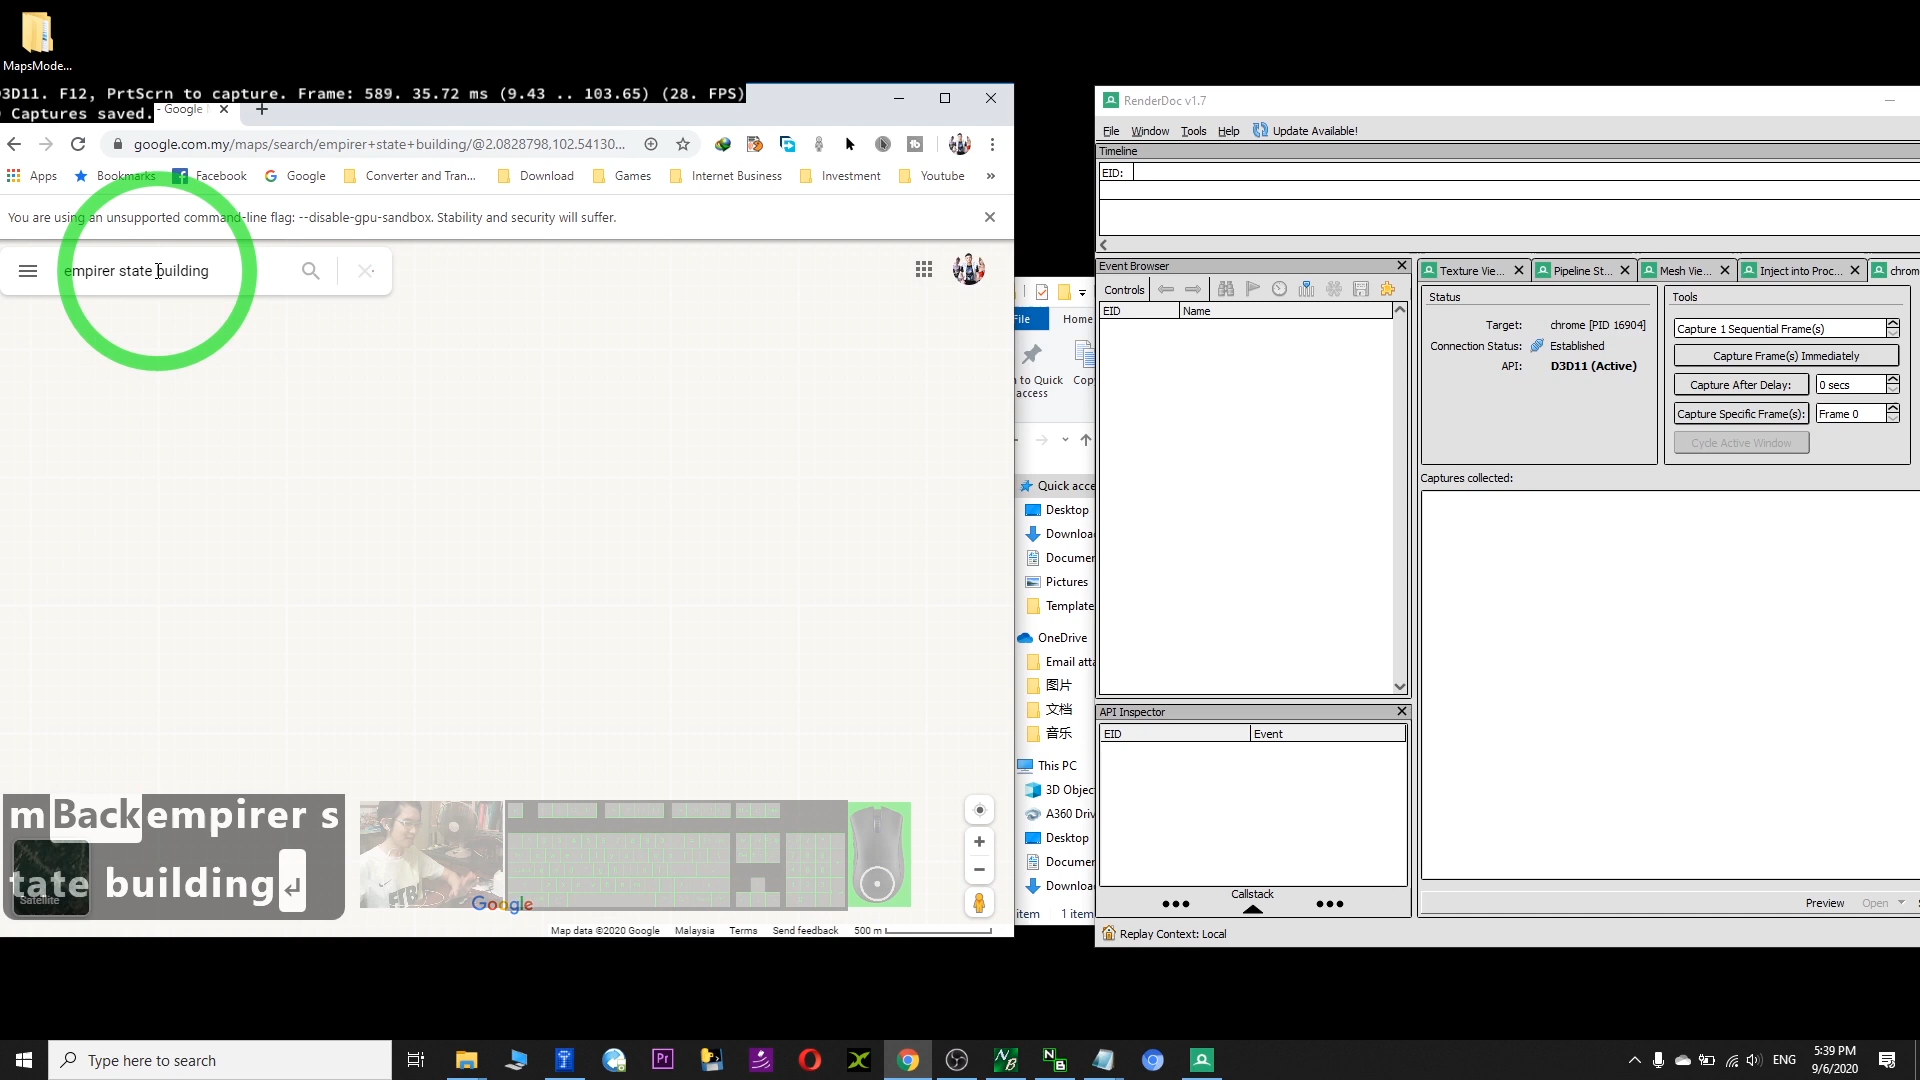 MapsMode...
D3D11. F12, PrtScrn to capture. Frame: 589. 35.72 ms (9.43 .. 103.65) (28. FPS)
Captures saved.
- Google
google.com.my/maps/search/empirer+state+building/@2.0828798,102.54130...
Apps
Bookmarks
Facebook
Google
Converter and Tran...
Download
Games
Internet Business
Investment
Youtube
»
You are using an unsupported command-line flag: --disable-gpu-sandbox. Stability and security will suffer.
empirer state building
mBackempirer s
tate building
Satellite
Google
Map data ©2020 Google
Malaysia
Terms
Send feedback
500 m
File
Home
to Quick
access
Quick acce
Desktop
Downloa
Documen
Pictures
Template
OneDrive
Email atta
图片
文档
音乐
This PC
3D Objec
A360 Driv
Desktop
Documen
Downloa
item
1 item
RenderDoc v1.7
File
Window
Tools
Help
Update Available!
Timeline
EID:
Event Browser
Controls
EID
Name
API Inspector
EID
Event
Callstack
Replay Context: Local
Texture Vie...
Pipeline St...
Mesh Vie...
Inject into Proc...
chrom
Status
Target:
chrome [PID 16904]
Connection Status:
Established
API:
D3D11 (Active)
Tools
Capture 1 Sequential Frame(s)
Capture Frame(s) Immediately
Capture After Delay:
0 secs
Capture Specific Frame(s):
Frame 0
Cycle Active Window
Captures collected:
Preview
Open
Type here to search
Pr
ENG
5:39 PM
9/6/2020